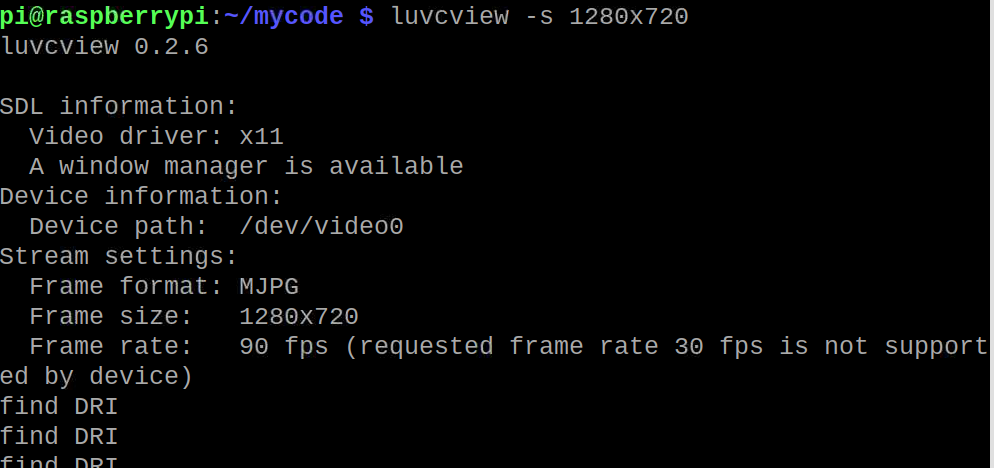 pi@raspberrypi:~/mycode $ luvcview -s 1280x720
luvcview 0.2.6
SDL information:
Video driver: x11
A window manager is available
Device information:
Device path: /dev/video0
Stream settings:
Frame format: MJPG
Frame size: 1280x720
Frame rate: 90 fps (requested frame rate 30 fps is not support
ed by device)
find DRI
find DRI
find DRI